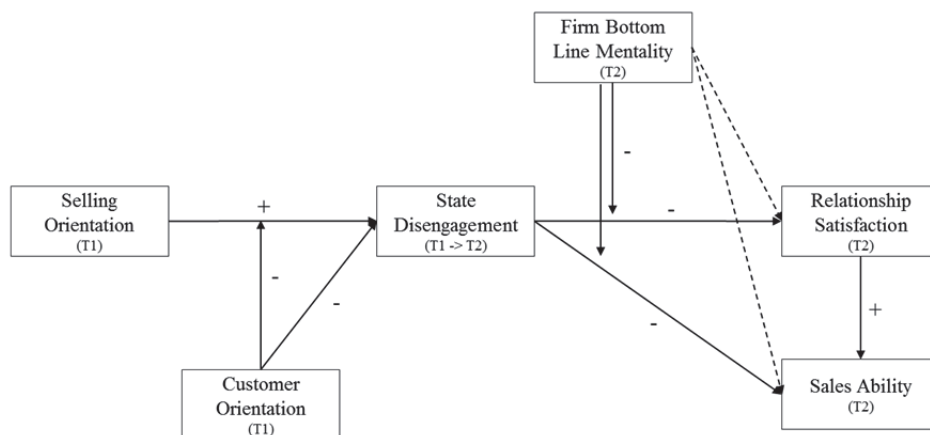 Firm Bottom
Line Mentality
(T2)
-
Selling
Orientation
(T1)
+
State
Disengagement
(T1 -> T2)
-
Relationship
Satisfaction
(T2)
-
-
-
+
Customer
Orientation
(T1)
Sales Ability
(T2)